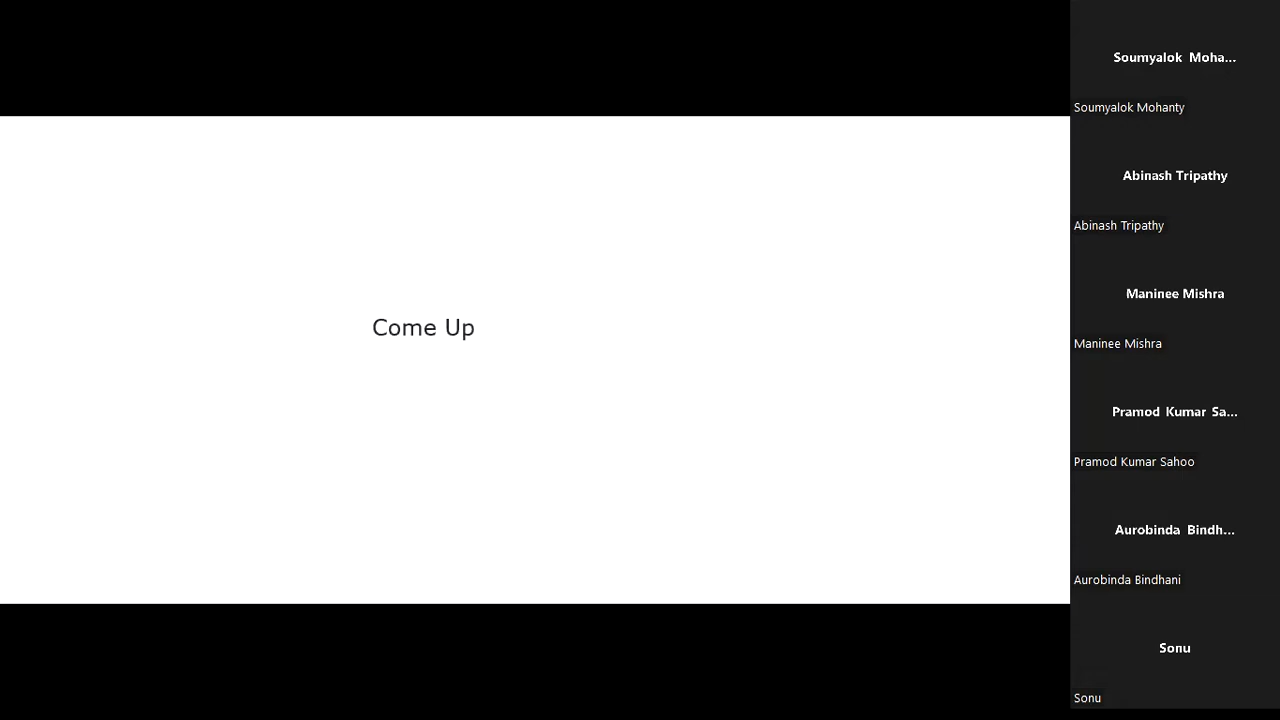 Come Up
Soumyalok Moha...
Soumyalok Mohanty
Abinash Tripathy
Abinash Tripathy
Maninee Mishra
Maninee Mishra
Pramod Kumar Sa...
Pramod Kumar Sahoo
Aurobinda Bindh...
Aurobinda Bindhani
Sonu
Sonu